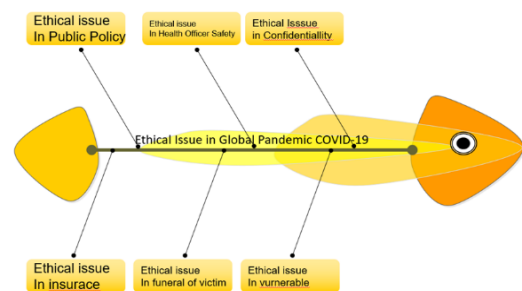 Ethical issue
In Public Policy
Ethical issue
In Health Officer Safety
Ethical Isssue
in Confidentiallity
Ethical Issue in Global Pandemic COVID-19
Ethical issue
In insurace
Ethical issue
In funeral of victim
Ethical issue
In vurnerable